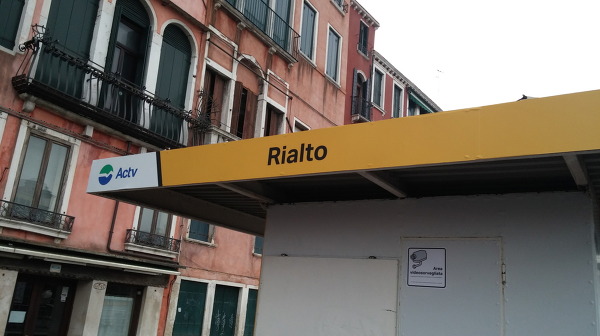 Actv
Rialto
Area
videosorvegliata